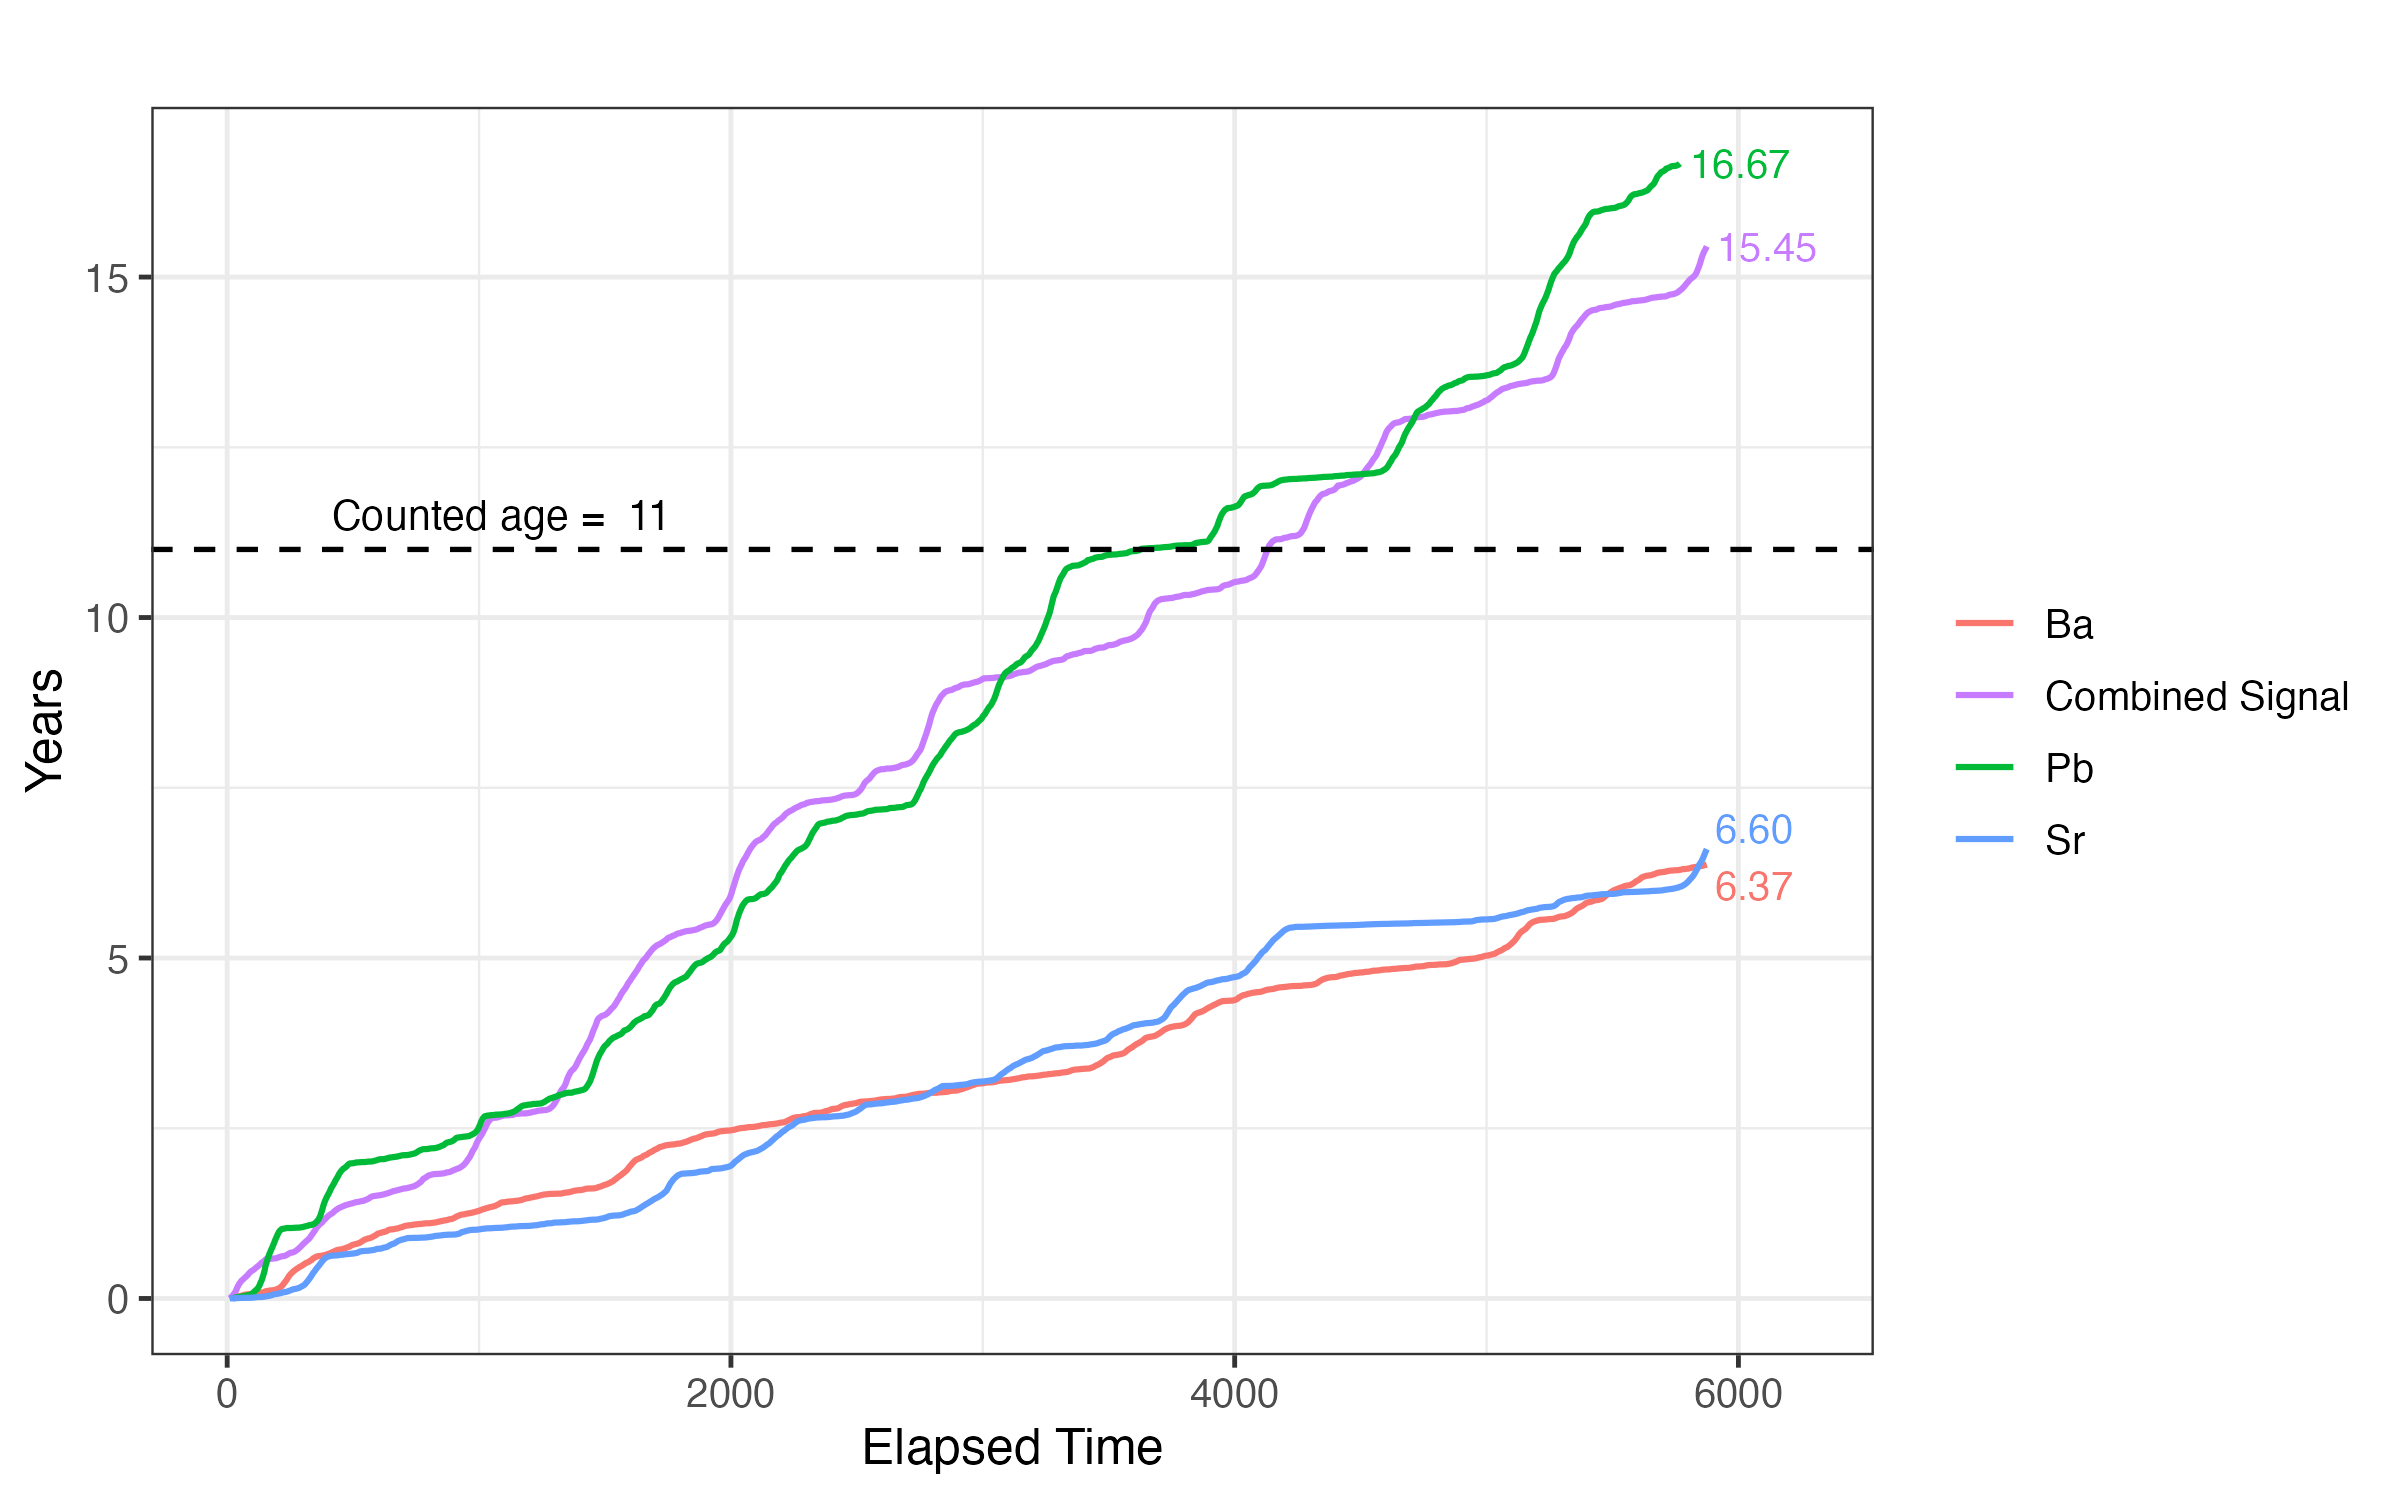 16.67
15.45
15
Counted age = 11
10
Years
Ba
Combined Signal
Pb
Sr
6.60
6.37
5
0
0
2000
4000
6000
Elapsed Time